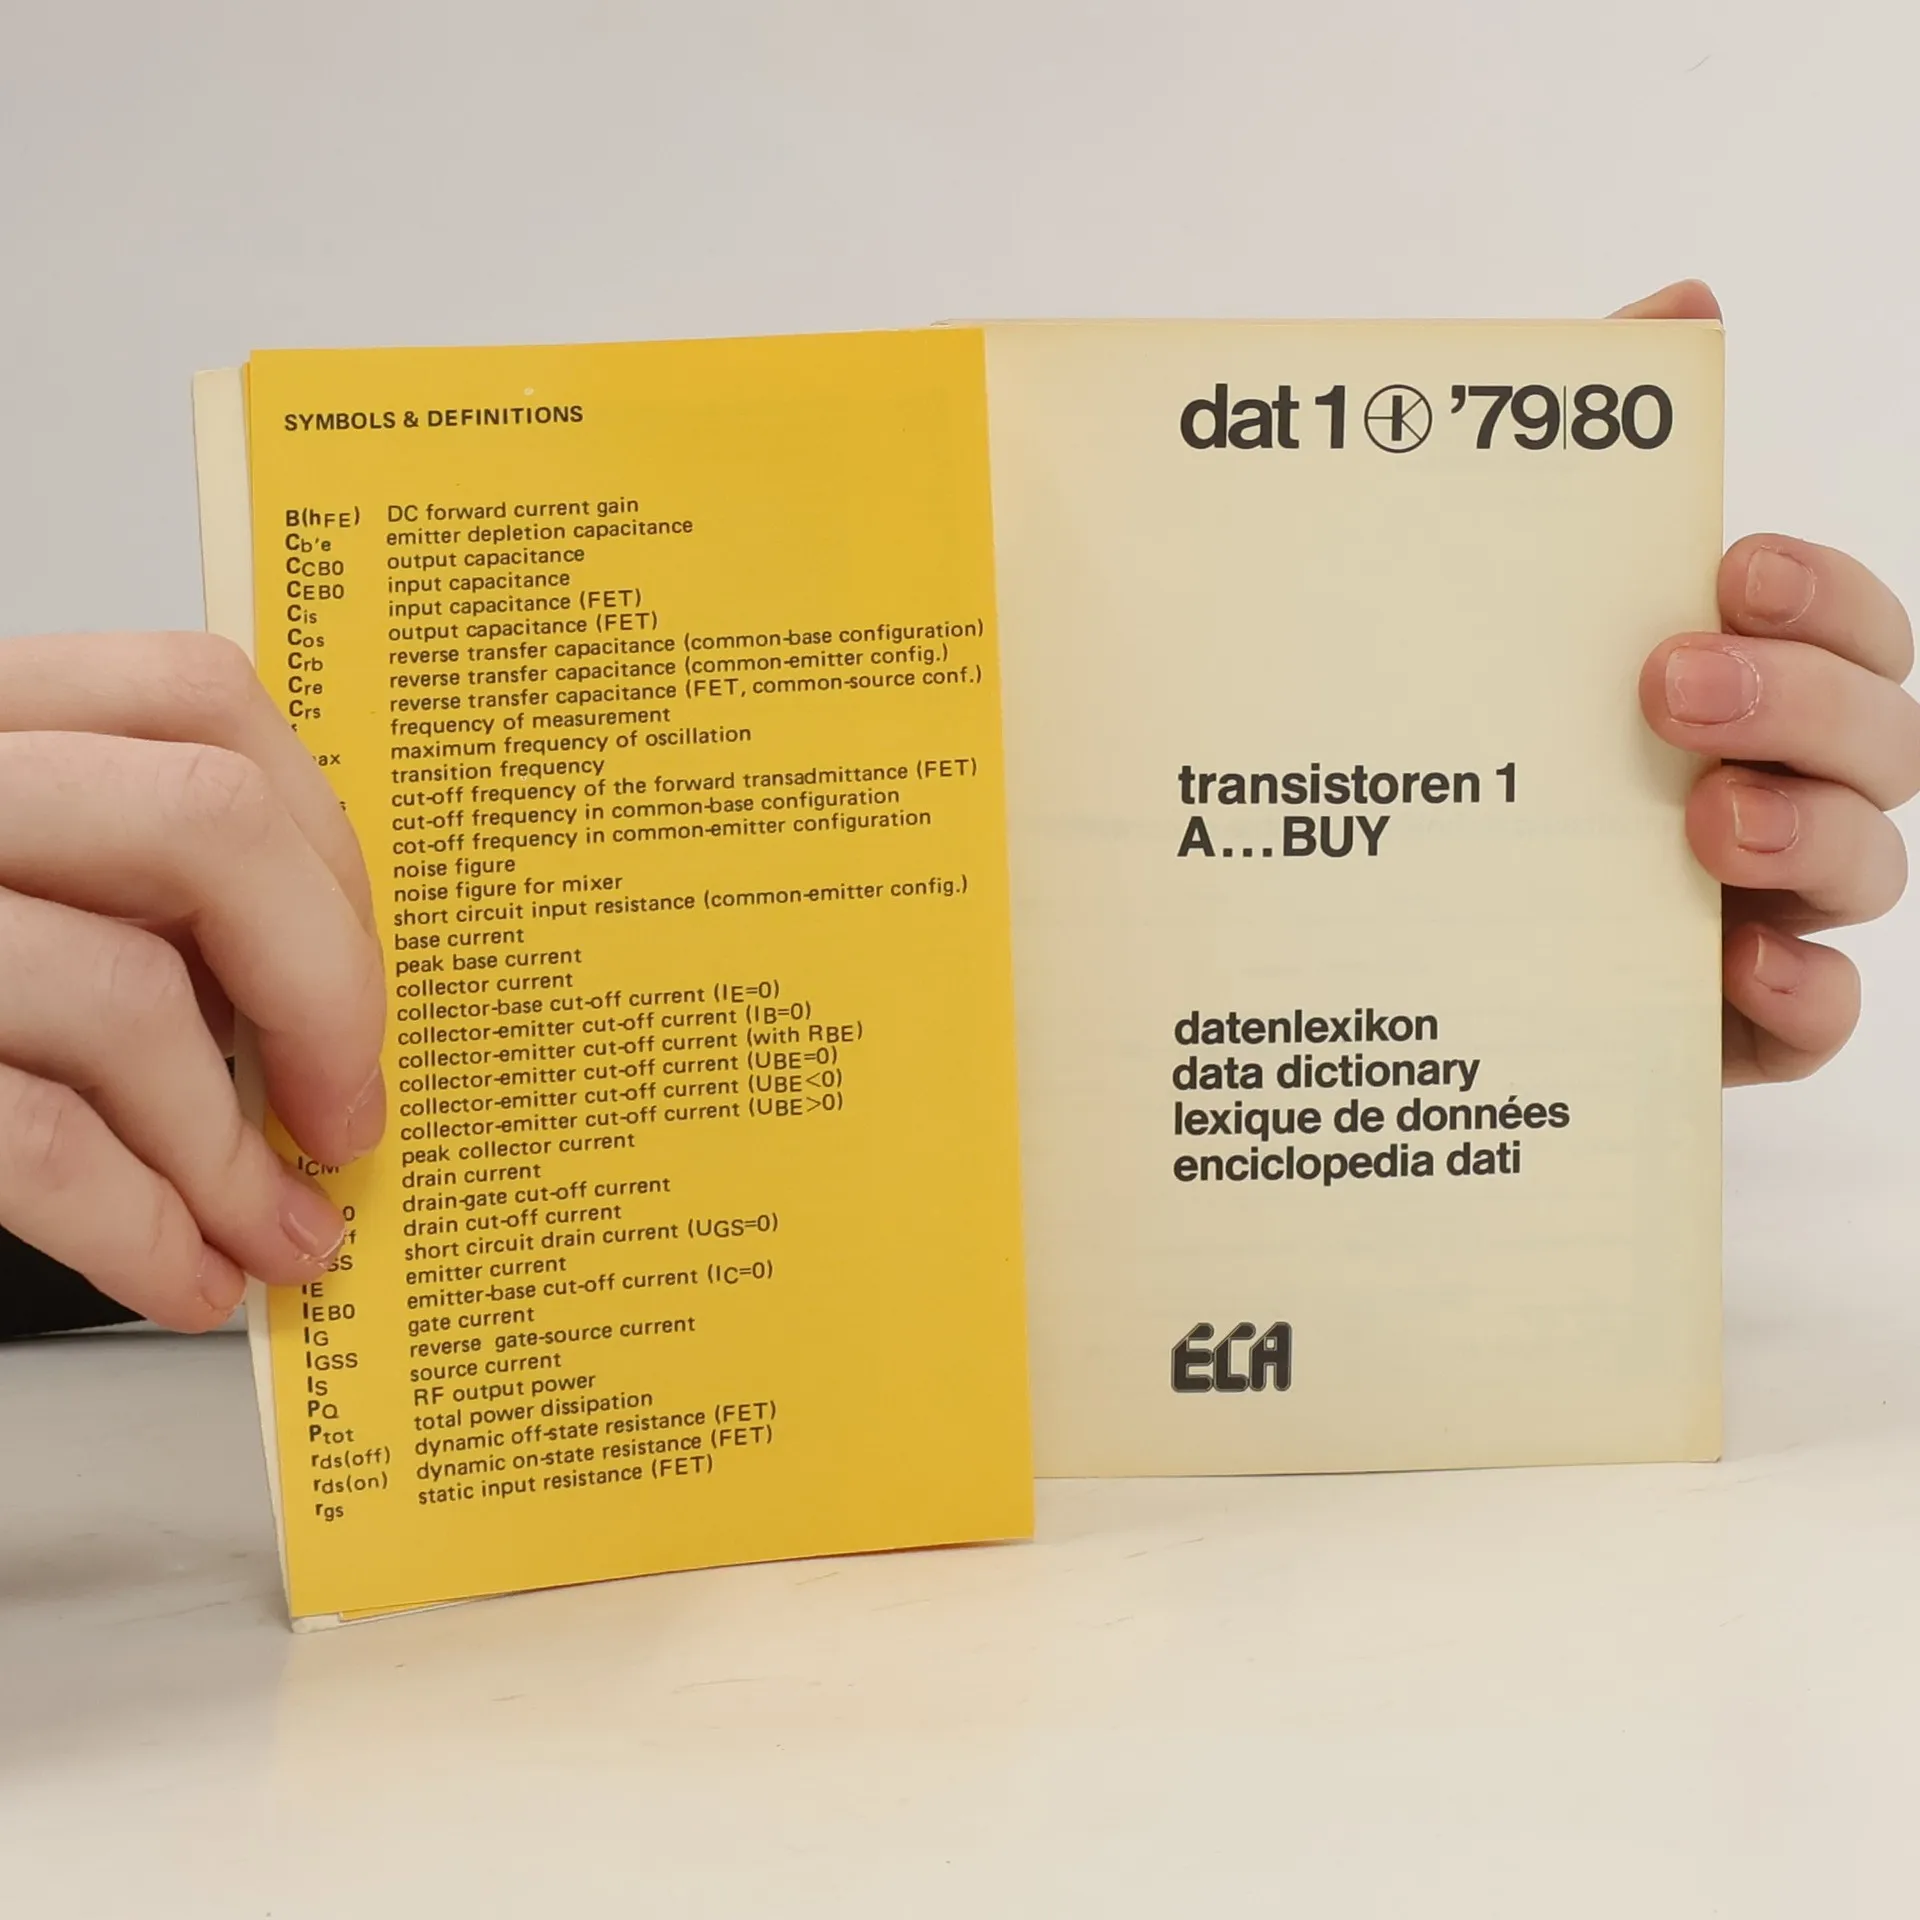 SYMBOLS & DEFINITIONS
B(hFE) DC forward current gain
Cb'e emitter depletion capacitance
CCBO output capacitance
CEBO input capacitance
Cis input capacitance (FET)
Cos output capacitance (FET)
Crb reverse transfer capacitance (common-base configuration)
Cre reverse transfer capacitance (common-emitter config.)
Crs reverse transfer capacitance (FET, common-source conf.)
frequency of measurement
maximum frequency of oscillation
transition frequency
cut-off frequency of the forward transadmittance (FET)
cut-off frequency in common-base configuration
cot-off frequency in common-emitter configuration
noise figure
noise figure for mixer
short circuit input resistance (common-emitter config.)
base current
peak base current
collector current
collector-base cut-off current (IE=0)
collector-emitter cut-off current (IB=0)
collector-emitter cut-off current (with RBE)
collector-emitter cut-off current (UBE=0)
collector-emitter cut-off current (UBE<0)
collector-emitter cut-off current (UBE>0)
ICM peak collector current
drain current
drain-gate cut-off current
drain cut-off current
short circuit drain current (UGS=0)
IE emitter current
IEBO emitter-base cut-off current (IC=0)
IG gate current
IGSS reverse gate-source current
IS source current
PQ RF output power
Ptot total power dissipation
rds(off) dynamic off-state resistance (FET)
rds(on) dynamic on-state resistance (FET)
rgs static input resistance (FET)
dat 1 '79|80
transistoren 1
A...BUY
datenlexikon
data dictionary
lexique de données
enciclopedia dati
ECA